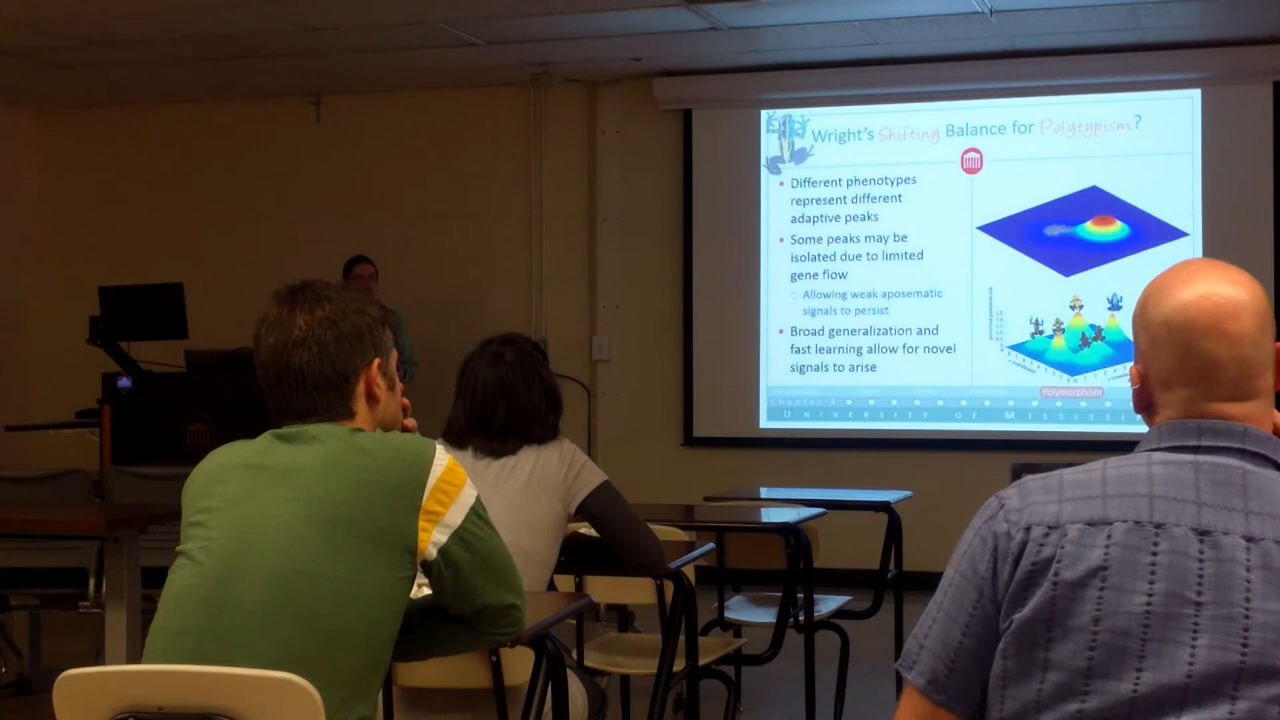 Wright's Shifting Balance for Polytypism?
• Different phenotypes
represent different
adaptive peaks
• Some peaks may be
isolated due to limited
gene flow
○ Allowing weak aposematic
signals to persist
• Broad generalization and
fast learning allow for novel
signals to arise
Polymorphism
Chapter 4
UNIVERSITY OF MISSISSI